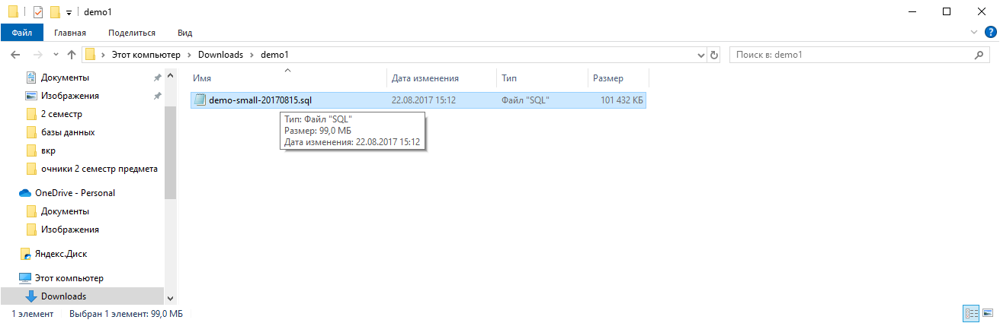 demo1
Файл Главная Поделиться Вид
Этот компьютер Downloads demo1
Поиск в: demo1
Имя Дата изменения Тип Размер
demo-small-20170815.sql 22.08.2017 15:12 Файл "SQL" 101 432 КБ
Тип: Файл "SQL"
Размер: 99,0 МБ
Дата изменения: 22.08.2017 15:12
Документы
Изображения
2 семестр
базы данных
вкр
очники 2 семестр предмета
OneDrive - Personal
Документы
Изображения
Яндекс.Диск
Этот компьютер
Downloads
1 элемент Выбран 1 элемент: 99,0 МБ